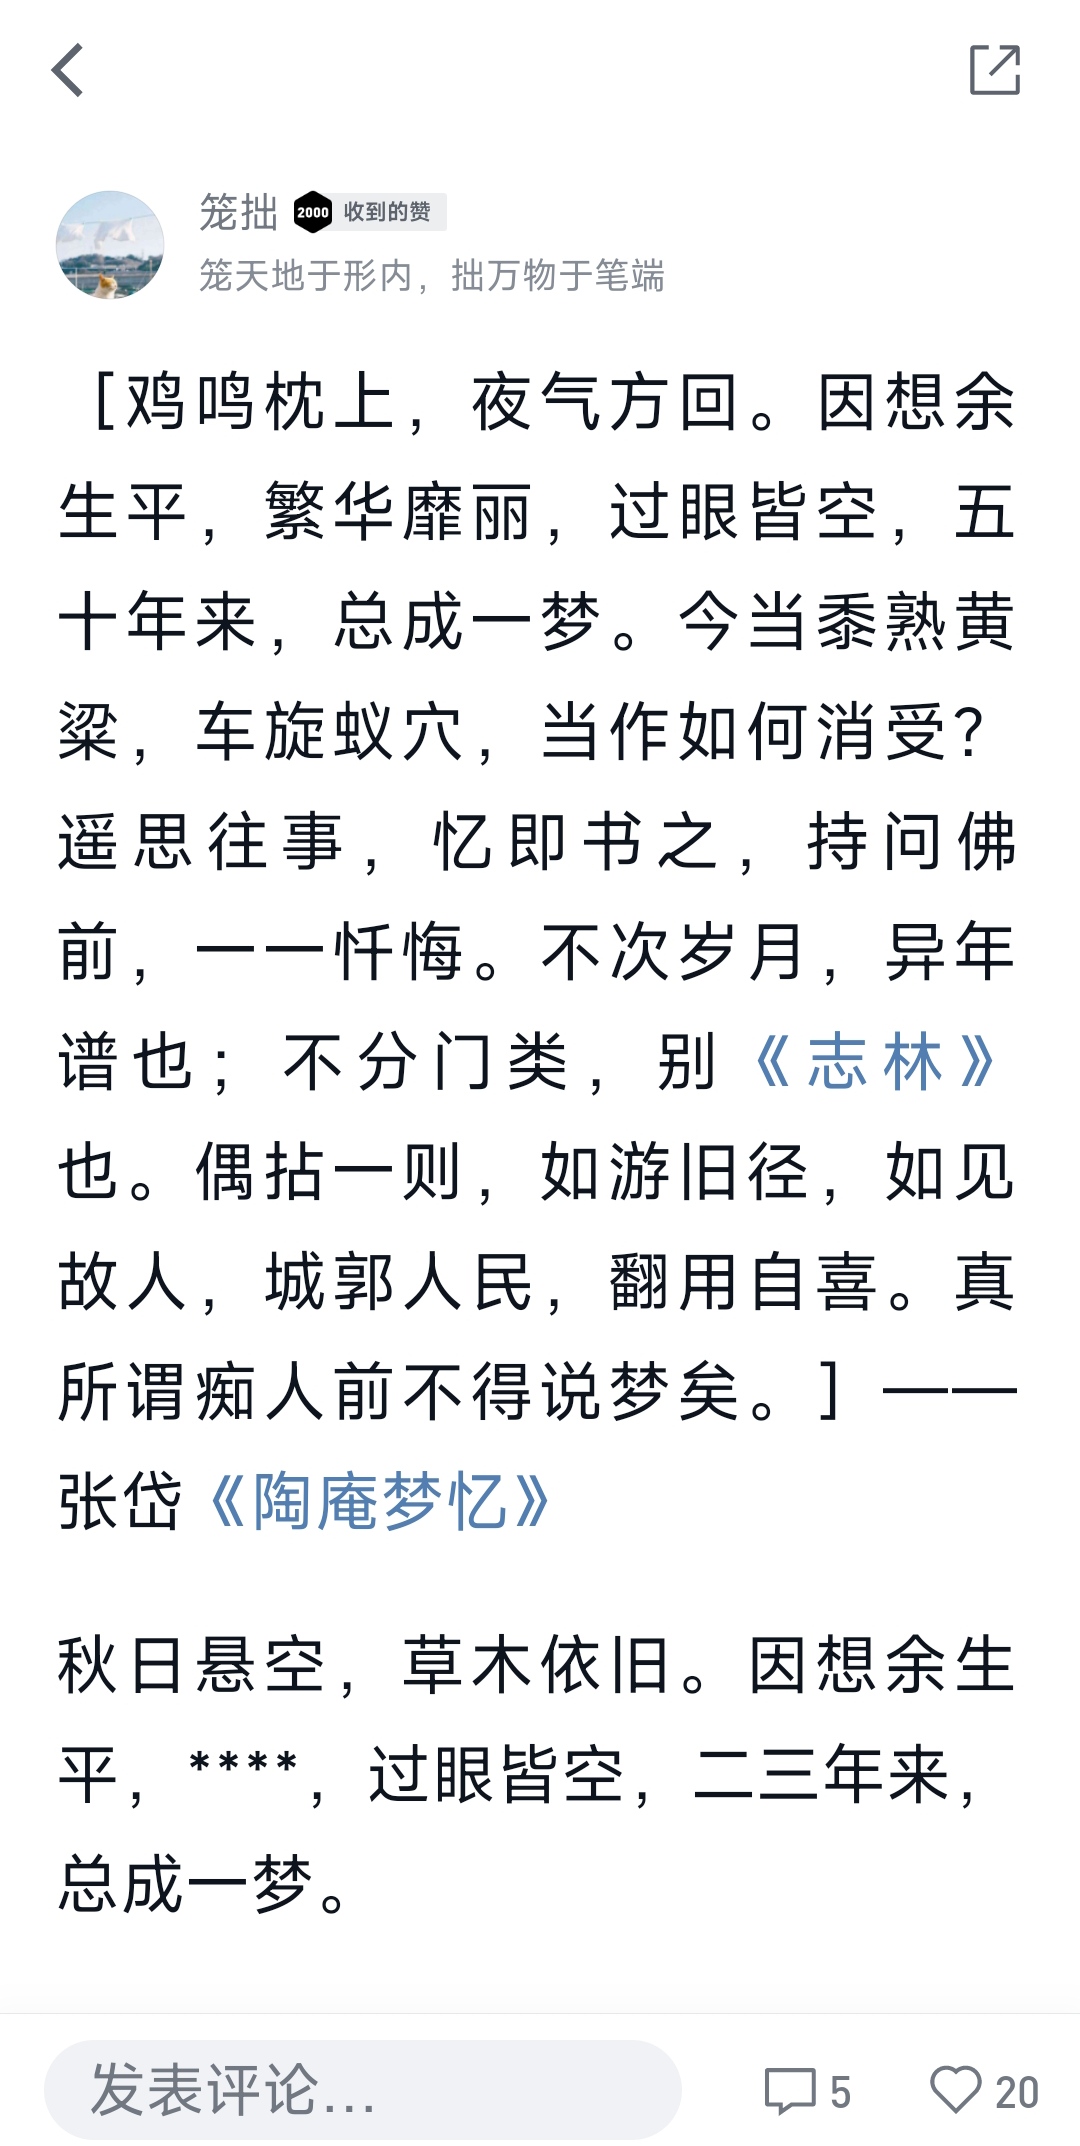 笼拙 2000 收到的赞
笼天地于形内，拙万物于笔端
［鸡鸣枕上，夜气方回。因想余
生平，繁华靡丽，过眼皆空，五
十年来，总成一梦。今当黍熟黄
粱，车旋蚁穴，当作如何消受？
遥思往事，忆即书之，持问佛
前，一一忏悔。不次岁月，异年
谱也；不分门类，别《志林》
也。偶拈一则，如游旧径，如见
故人，城郭人民，翻用自喜。真
所谓痴人前不得说梦矣。］——
张岱《陶庵梦忆》
秋日悬空，草木依旧。因想余生
平，****，过眼皆空，二三年来，
总成一梦。
发表评论... 5 20